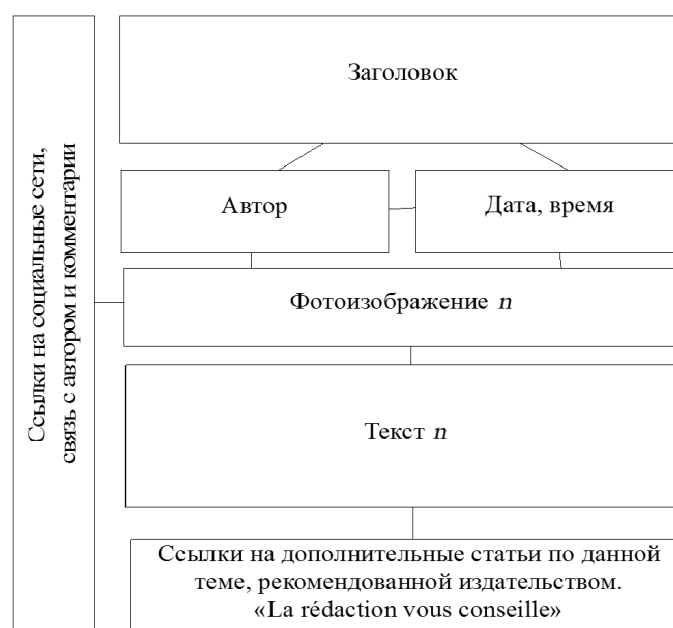 Ссылки на социальные сети,
связь с автором и комментарии
Заголовок
Автор
Дата, время
Фотоизображение n
Текст n
Ссылки на дополнительные статьи по данной
теме, рекомендованной издательством.
«La rédaction vous conseille»